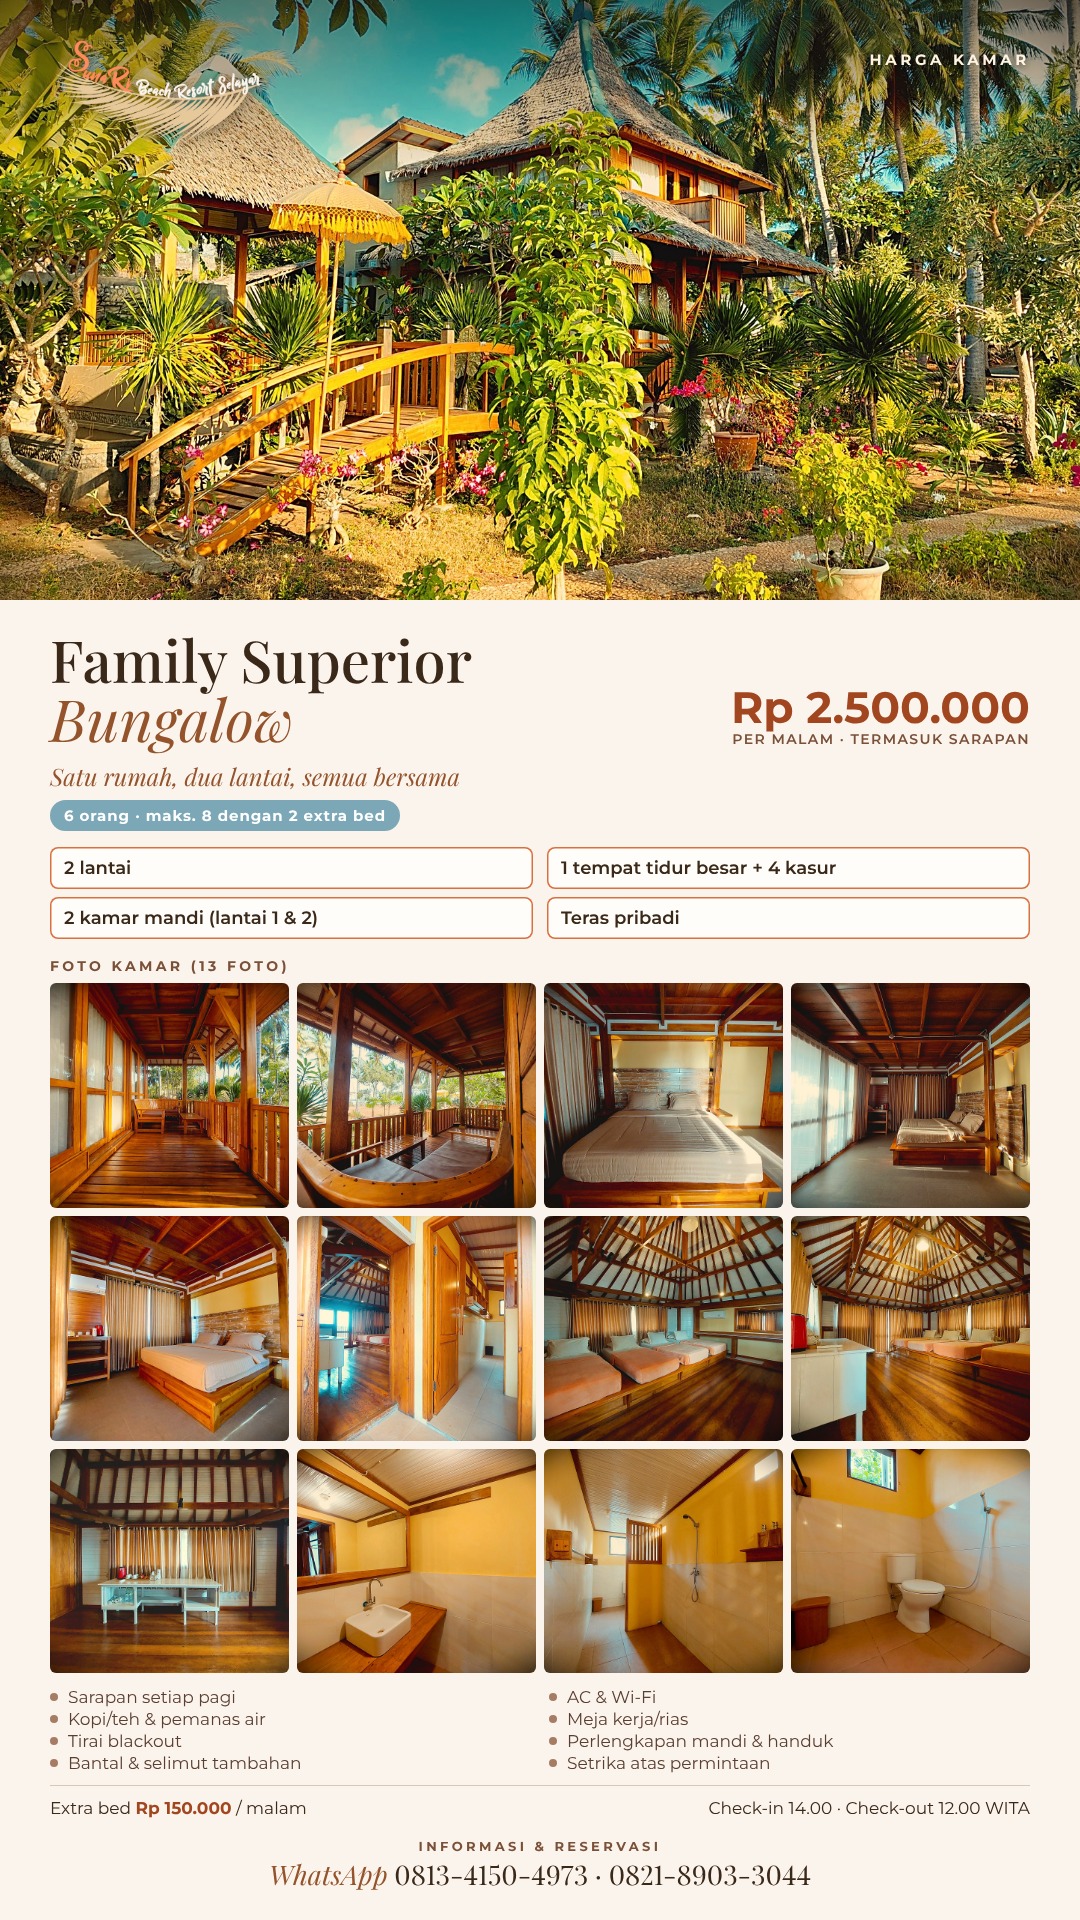 SunaRi Beach Resort Selayar
HARGA KAMAR
Family Superior
Bungalow
Rp 2.500.000
PER MALAM · TERMASUK SARAPAN
Satu rumah, dua lantai, semua bersama
6 orang · maks. 8 dengan 2 extra bed
2 lantai
1 tempat tidur besar + 4 kasur
2 kamar mandi (lantai 1 & 2)
Teras pribadi
FOTO KAMAR (13 FOTO)
Sarapan setiap pagi
Kopi/teh & pemanas air
Tirai blackout
Bantal & selimut tambahan
AC & Wi-Fi
Meja kerja/rias
Perlengkapan mandi & handuk
Setrika atas permintaan
Extra bed Rp 150.000 / malam
Check-in 14.00 · Check-out 12.00 WITA
INFORMASI & RESERVASI
WhatsApp 0813-4150-4973 · 0821-8903-3044